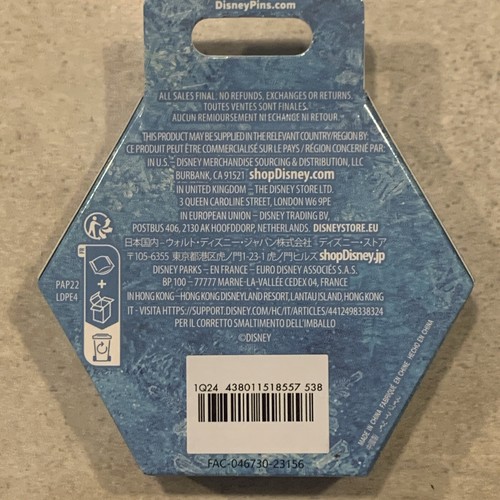 DisneyPins.com
ALL SALES FINAL: NO REFUNDS, EXCHANGES OR RETURNS.
TOUTES VENTES SONT FINALES.
AUCUN REMBOURSEMENT NI ECHANGE NI RETOUR.
THIS PRODUCT MAY BE SUPPLIED IN THE RELEVANT COUNTRY/REGION BY:
CE PRODUIT PEUT ÊTRE COMMERCIALISÉ SUR LE PAYS / RÉGION CONCERNÉ PAR:
IN U.S. – DISNEY MERCHANDISE SOURCING & DISTRIBUTION, LLC
BURBANK, CA 91521 shopDisney.com
IN UNITED KINGDOM – THE DISNEY STORE LTD.
3 QUEEN CAROLINE STREET, LONDON W6 9PE
IN EUROPEAN UNION – DISNEY TRADING BV,
POSTBUS 406, 2130 AK HOOFDDORP, NETHERLANDS. DISNEYSTORE.EU
日本国内 - ウォルト・ディズニー・ジャパン株式会社 - ディズニー・ストア
〒105-6355 東京都港区虎ノ門1-23-1 虎ノ門ヒルズ shopDisney.jp
DISNEY PARKS – EN FRANCE – EURO DISNEY ASSOCIÉS S.A.S.
BP 100 - 77777 MARNE-LA-VALLÉE CEDEX 04, FRANCE
IN HONG KONG – HONG KONG DISNEYLAND RESORT, LANTAU ISLAND, HONG KONG
IT - VISITA HTTPS://SUPPORT.DISNEY.COM/HC/IT/ARTICLES/4412498338324
PER IL CORRETTO SMALTIMENTO DELL'IMBALLO
©DISNEY
PAP22
LDPE4
1Q24 438011518557 538
FAC-046730-23156
MADE IN CHINA FABRIQUÉ EN CHINE HECHO EN CHINA